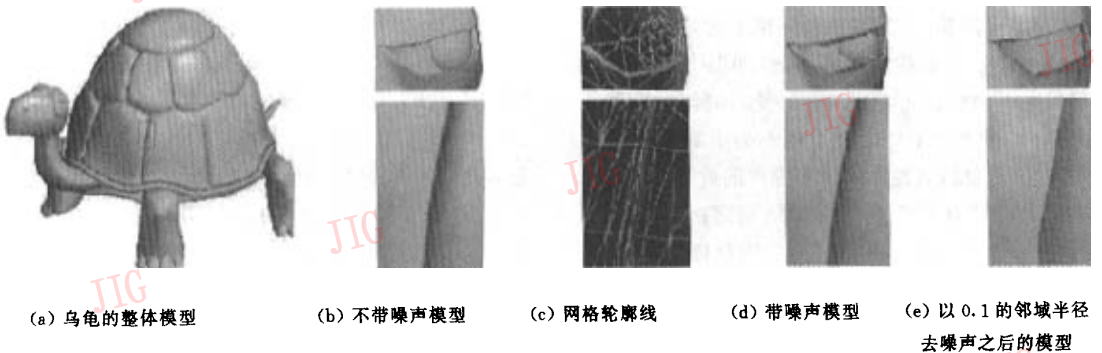 JIG
JIG
JIG
JIG
JIG
(a) 乌龟的整体模型
(b) 不带噪声模型
(c) 网格轮廓线
(d) 带噪声模型
(e) 以 0.1 的邻域半径
去噪声之后的模型